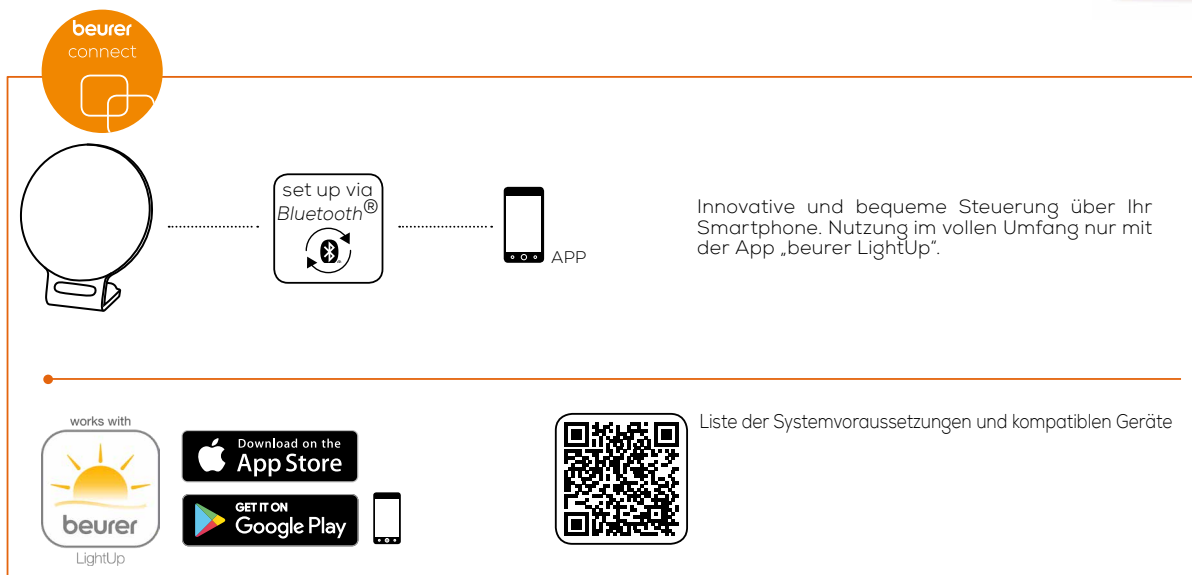 beurer
connect
set up via
Bluetooth®
APP
Innovative und bequeme Steuerung über Ihr
Smartphone. Nutzung im vollen Umfang nur mit
der App „beurer LightUp“.
works with
beurer
LightUp
Download on the
App Store
GET IT ON
Google Play
Liste der Systemvoraussetzungen und kompatiblen Geräte